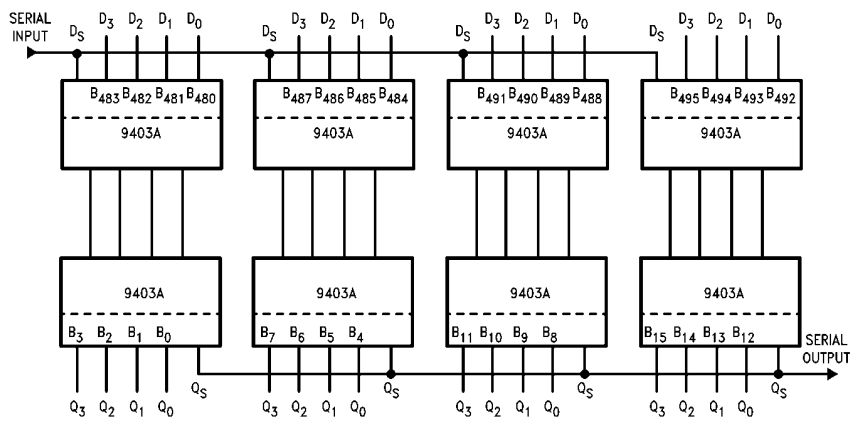 SERIAL INPUT
D_S D_3 D_2 D_1 D_0 D_S D_3 D_2 D_1 D_0 D_S D_3 D_2 D_1 D_0 D_S D_3 D_2 D_1 D_0
B_483 B_482 B_481 B_480 B_487 B_486 B_485 B_484 B_491 B_490 B_489 B_488 B_495 B_494 B_493 B_492
9403A 9403A 9403A 9403A
9403A 9403A 9403A 9403A
B_3 B_2 B_1 B_0 B_7 B_6 B_5 B_4 B_11 B_10 B_9 B_8 B_15 B_14 B_13 B_12
SERIAL OUTPUT
Q_S Q_S Q_S Q_S
Q_3 Q_2 Q_1 Q_0 Q_3 Q_2 Q_1 Q_0 Q_3 Q_2 Q_1 Q_0 Q_3 Q_2 Q_1 Q_0